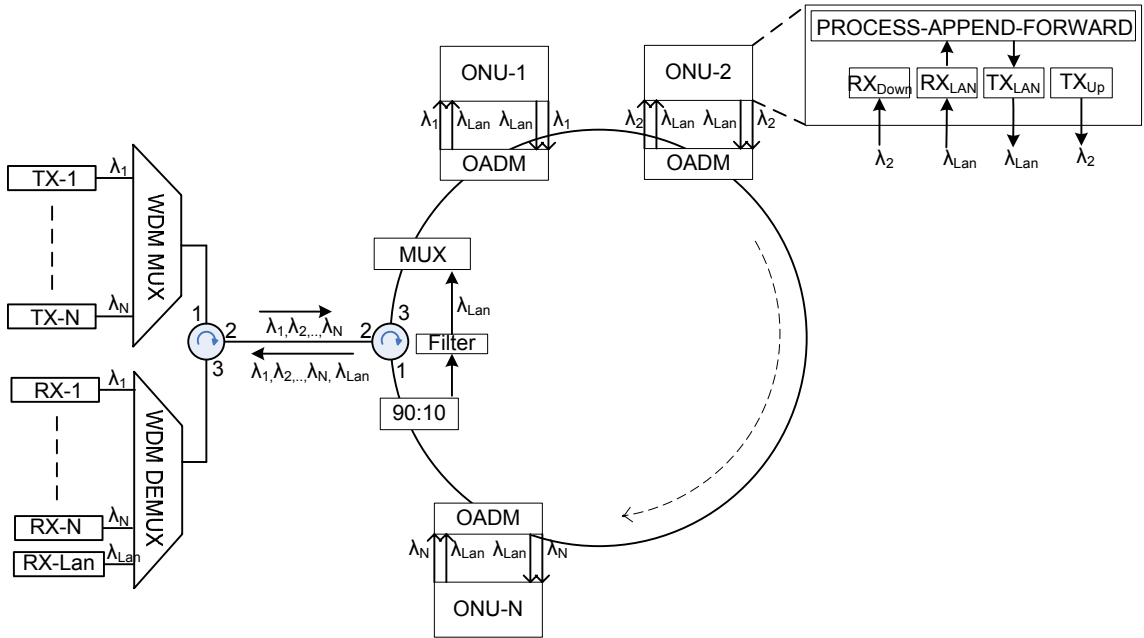 TX-1
λ1
TX-N
λN
WDM MUX
RX-1
λ1
RX-N
λN
RX-Lan
λLan
WDM DEMUX
1
2
3
λ1,λ2,..,λN
λ1,λ2,..,λN, λLan
2
3
1
MUX
λLan
Filter
90:10
ONU-1
λ1
λLan
λLan
λ1
OADM
ONU-2
λ2
λLan
λLan
λ2
OADM
PROCESS-APPEND-FORWARD
RXDown
RXLAN
TXLAN
TXUp
λ2
λLan
λLan
λ2
OADM
λN
λLan
λLan
λN
ONU-N